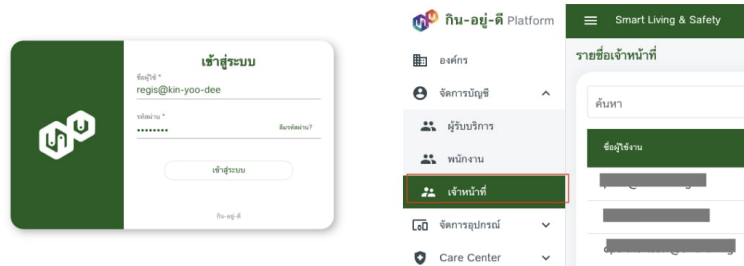 เข้าสู่ระบบ
ชื่อผู้ใช้ *
regis@kin-yoo-dee
รหัสผ่าน *
ลืมรหัสผ่าน?
เข้าสู่ระบบ
กิน-อยู่-ดี
กิน-อยู่-ดี Platform
องค์กร
จัดการบัญชี
ผู้รับบริการ
พนักงาน
เจ้าหน้าที่
จัดการอุปกรณ์
Care Center
Smart Living & Safety
รายชื่อเจ้าหน้าที่
ค้นหา
ชื่อผู้ใช้งาน